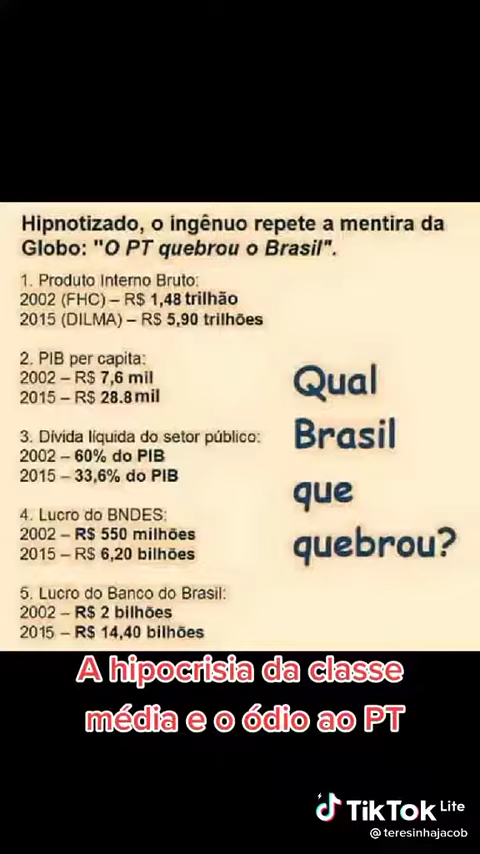 Hipnotizado, o ingênuo repete a mentira da
Globo: "O PT quebrou o Brasil".
1. Produto Interno Bruto:
2002 (FHC) – R$ 1,48 trilhão
2015 (DILMA) – R$ 5,90 trilhões
2. PIB per capita:
2002 – R$ 7,6 mil
2015 – R$ 28.8 mil
3. Dívida líquida do setor público:
2002 – 60% do PIB
2015 – 33,6% do PIB
4. Lucro do BNDES:
2002 – R$ 550 milhões
2015 – R$ 6,20 bilhões
5. Lucro do Banco do Brasil:
2002 – R$ 2 bilhões
2015 – R$ 14,40 bilhões
Qual
Brasil
que
quebrou?
A hipocrisia da classe
média e o ódio ao PT
TikTok Lite
@teresinhajacob